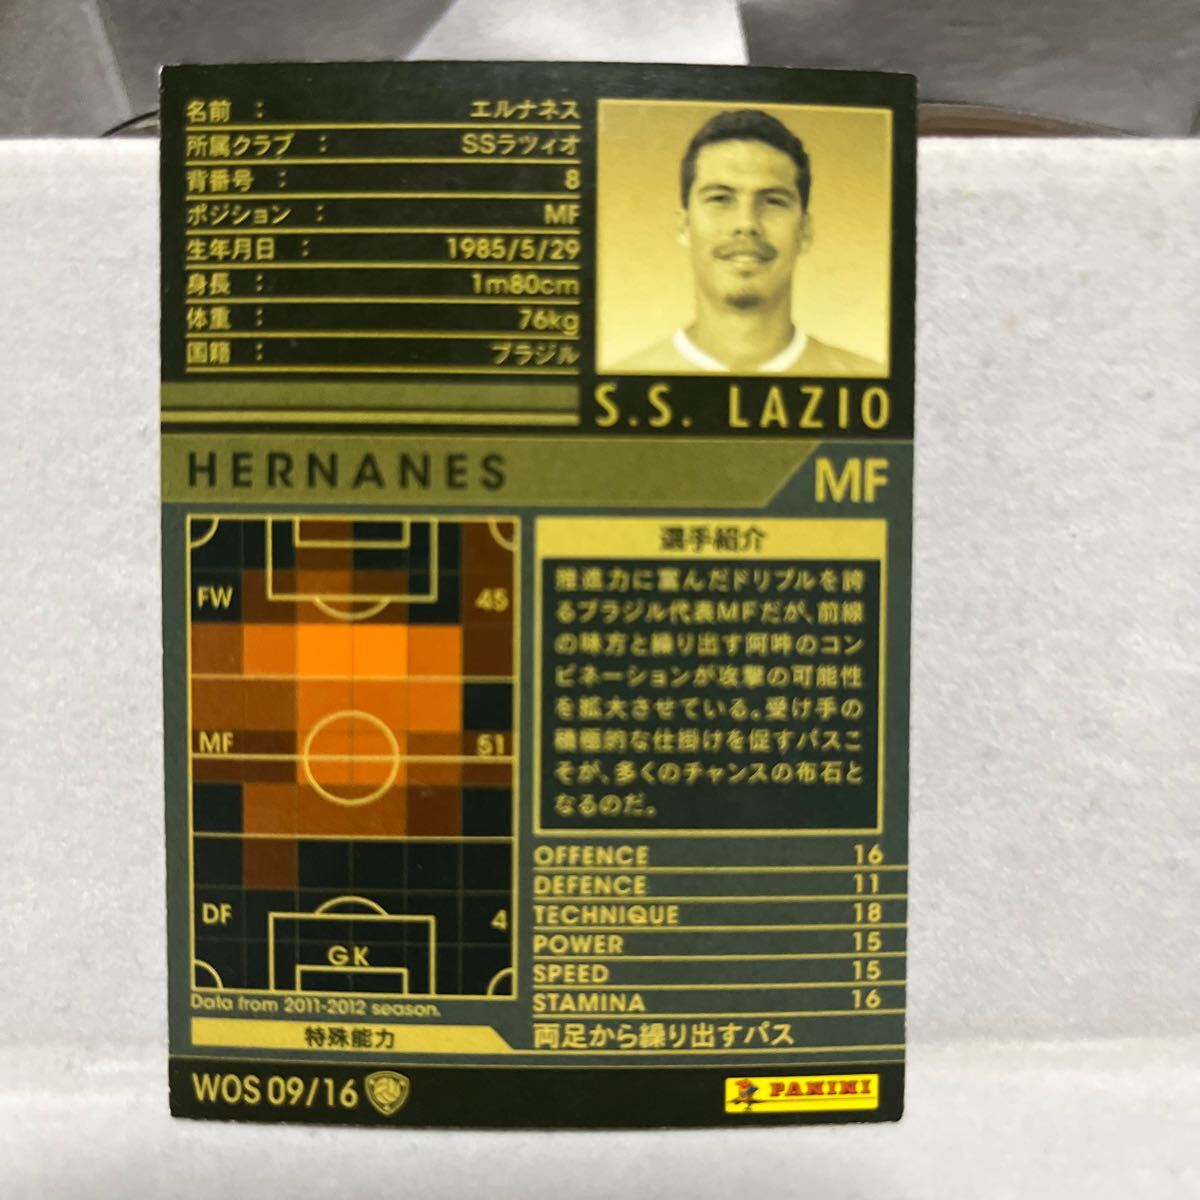 名前 : エルナネス
所属クラブ : SSラツィオ
背番号 : 8
ポジション : MF
生年月日 : 1985/5/29
身長 : 1m80cm
体重 : 76kg
国籍 : ブラジル
S.S. LAZIO
HERNANES MF
FW 45
MF 51
DF 4
GK
Data from 2011-2012 season.
選手紹介
推進力に富んだドリブルを誇
るブラジル代表MFだが、前線
の味方と繰り出す阿吽のコン
ビネーションが攻撃の可能性
を拡大させている。受け手の
積極的な仕掛けを促すパスこ
そが、多くのチャンスの布石と
なるのだ。
OFFENCE 16
DEFENCE 11
TECHNIQUE 18
POWER 15
SPEED 15
STAMINA 16
特殊能力 両足から繰り出すパス
WOS 09/16
PANINI